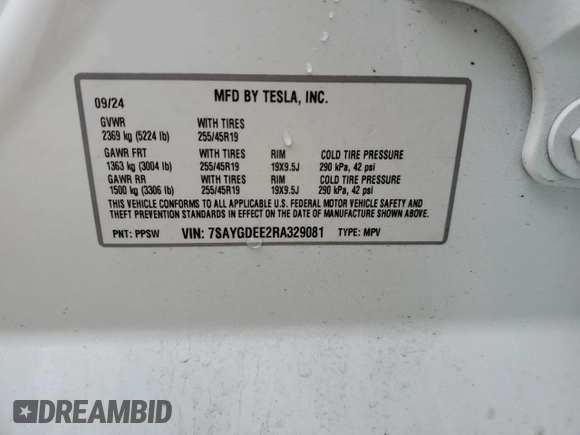 09/24 MFD BY TESLA, INC.
GVWR WITH TIRES
2369 kg (5224 lb) 255/45R19
GAWR FRT WITH TIRES RIM COLD TIRE PRESSURE
1363 kg (3004 lb) 255/45R19 19X9.5J 290 kPa, 42 psi
GAWR RR WITH TIRES RIM COLD TIRE PRESSURE
1500 kg (3306 lb) 255/45R19 19X9.5J 290 kPa, 42 psi
THIS VEHICLE CONFORMS TO ALL APPLICABLE U.S. FEDERAL MOTOR VEHICLE SAFETY AND
THEFT PREVENTION STANDARDS IN EFFECT ON THE DATE OF MANUFACTURE SHOWN ABOVE.
PNT: PPSW VIN: 7SAYGDEE2RA329081 TYPE: MPV
DREAMBID